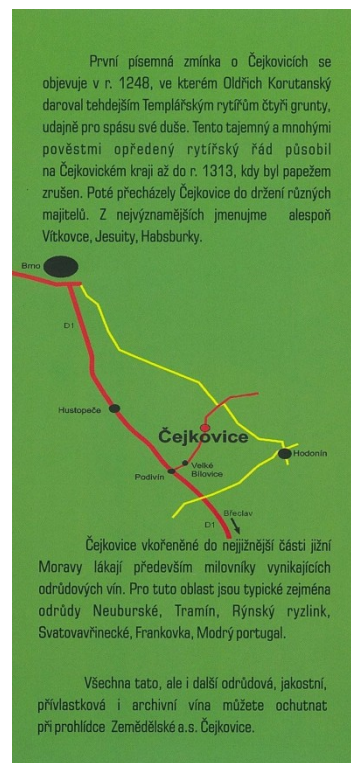 První písemná zmínka o Čejkovicích se
objevuje v r. 1248, ve kterém Oldřich Korutanský
daroval tehdejším Templářským rytířům čtyři grunty,
udajně pro spásu své duše. Tento tajemný a mnohými
pověstmi opředený rytířský řád působil
na Čejkovickém kraji až do r. 1313, kdy byl papežem
zrušen. Poté přecházely Čejkovice do držení různých
majitelů. Z nejvýznamějších jmenujme alespoň
Vítkovce, Jesuity, Habsburky.
Brno
D1
Hustopeče
Čejkovice
Hodonín
Velké
Bílovice
Podivín
Břeclav
D1
Čejkovice vkořeněné do nejjižnější části jižní
Moravy lákají především milovníky vynikajících
odrůdových vín. Pro tuto oblast jsou typické zejména
odrůdy Neuburské, Tramín, Rýnský ryzlink,
Svatovavřinecké, Frankovka, Modrý portugal.
Všechna tato, ale i další odrůdová, jakostní,
přívlastková i archivní vína můžete ochutnat
při prohlídce Zemědělské a.s. Čejkovice.